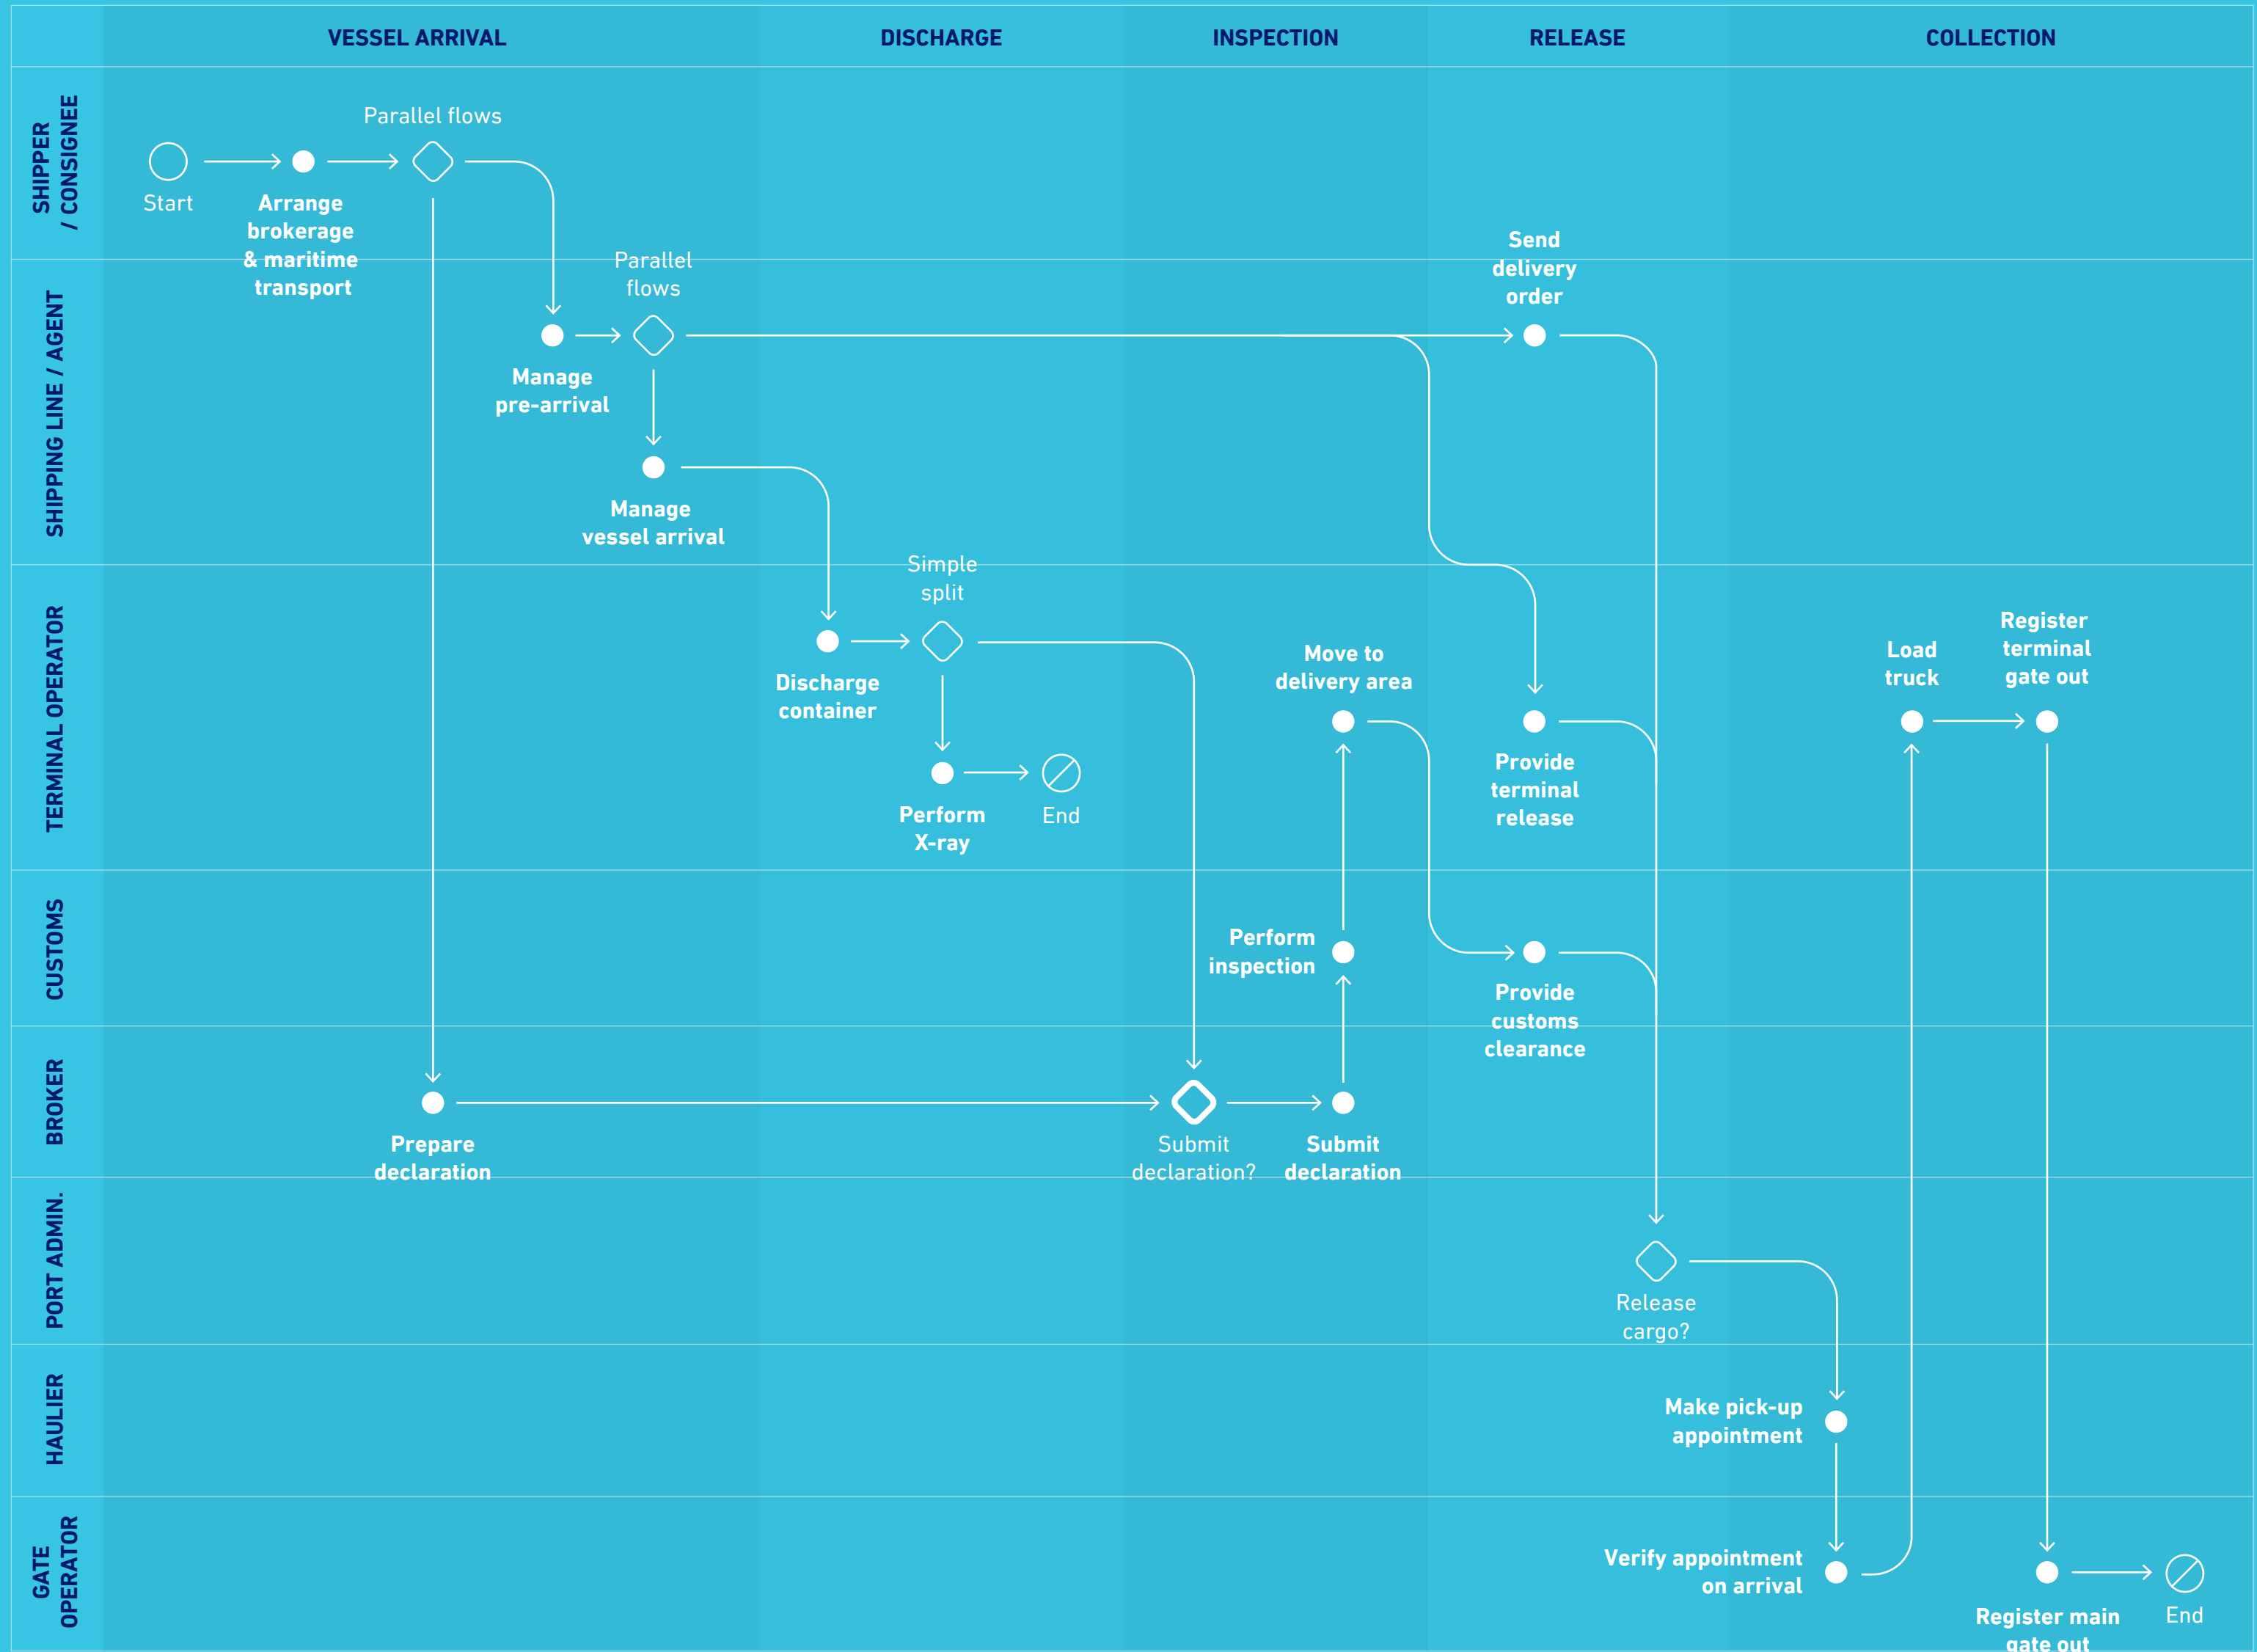 VESSEL ARRIVAL
DISCHARGE
INSPECTION
RELEASE
COLLECTION
SHIPPER
/ CONSIGNEE
Parallel flows
Start
Arrange
brokerage
& maritime
transport
SHIPPING LINE / AGENT
Parallel
flows
Send
delivery
order
Manage
pre-arrival
Manage
vessel arrival
TERMINAL OPERATOR
Simple
split
Discharge
container
Perform
X-ray
End
Move to
delivery area
Provide
terminal
release
Load
truck
Register
terminal
gate out
CUSTOMS
Perform
inspection
Provide
customs
clearance
BROKER
Prepare
declaration
Submit
declaration?
Submit
declaration
PORT ADMIN.
Release
cargo?
HAULIER
Make pick-up
appointment
GATE
OPERATOR
Verify appointment
on arrival
Register main
gate out
End